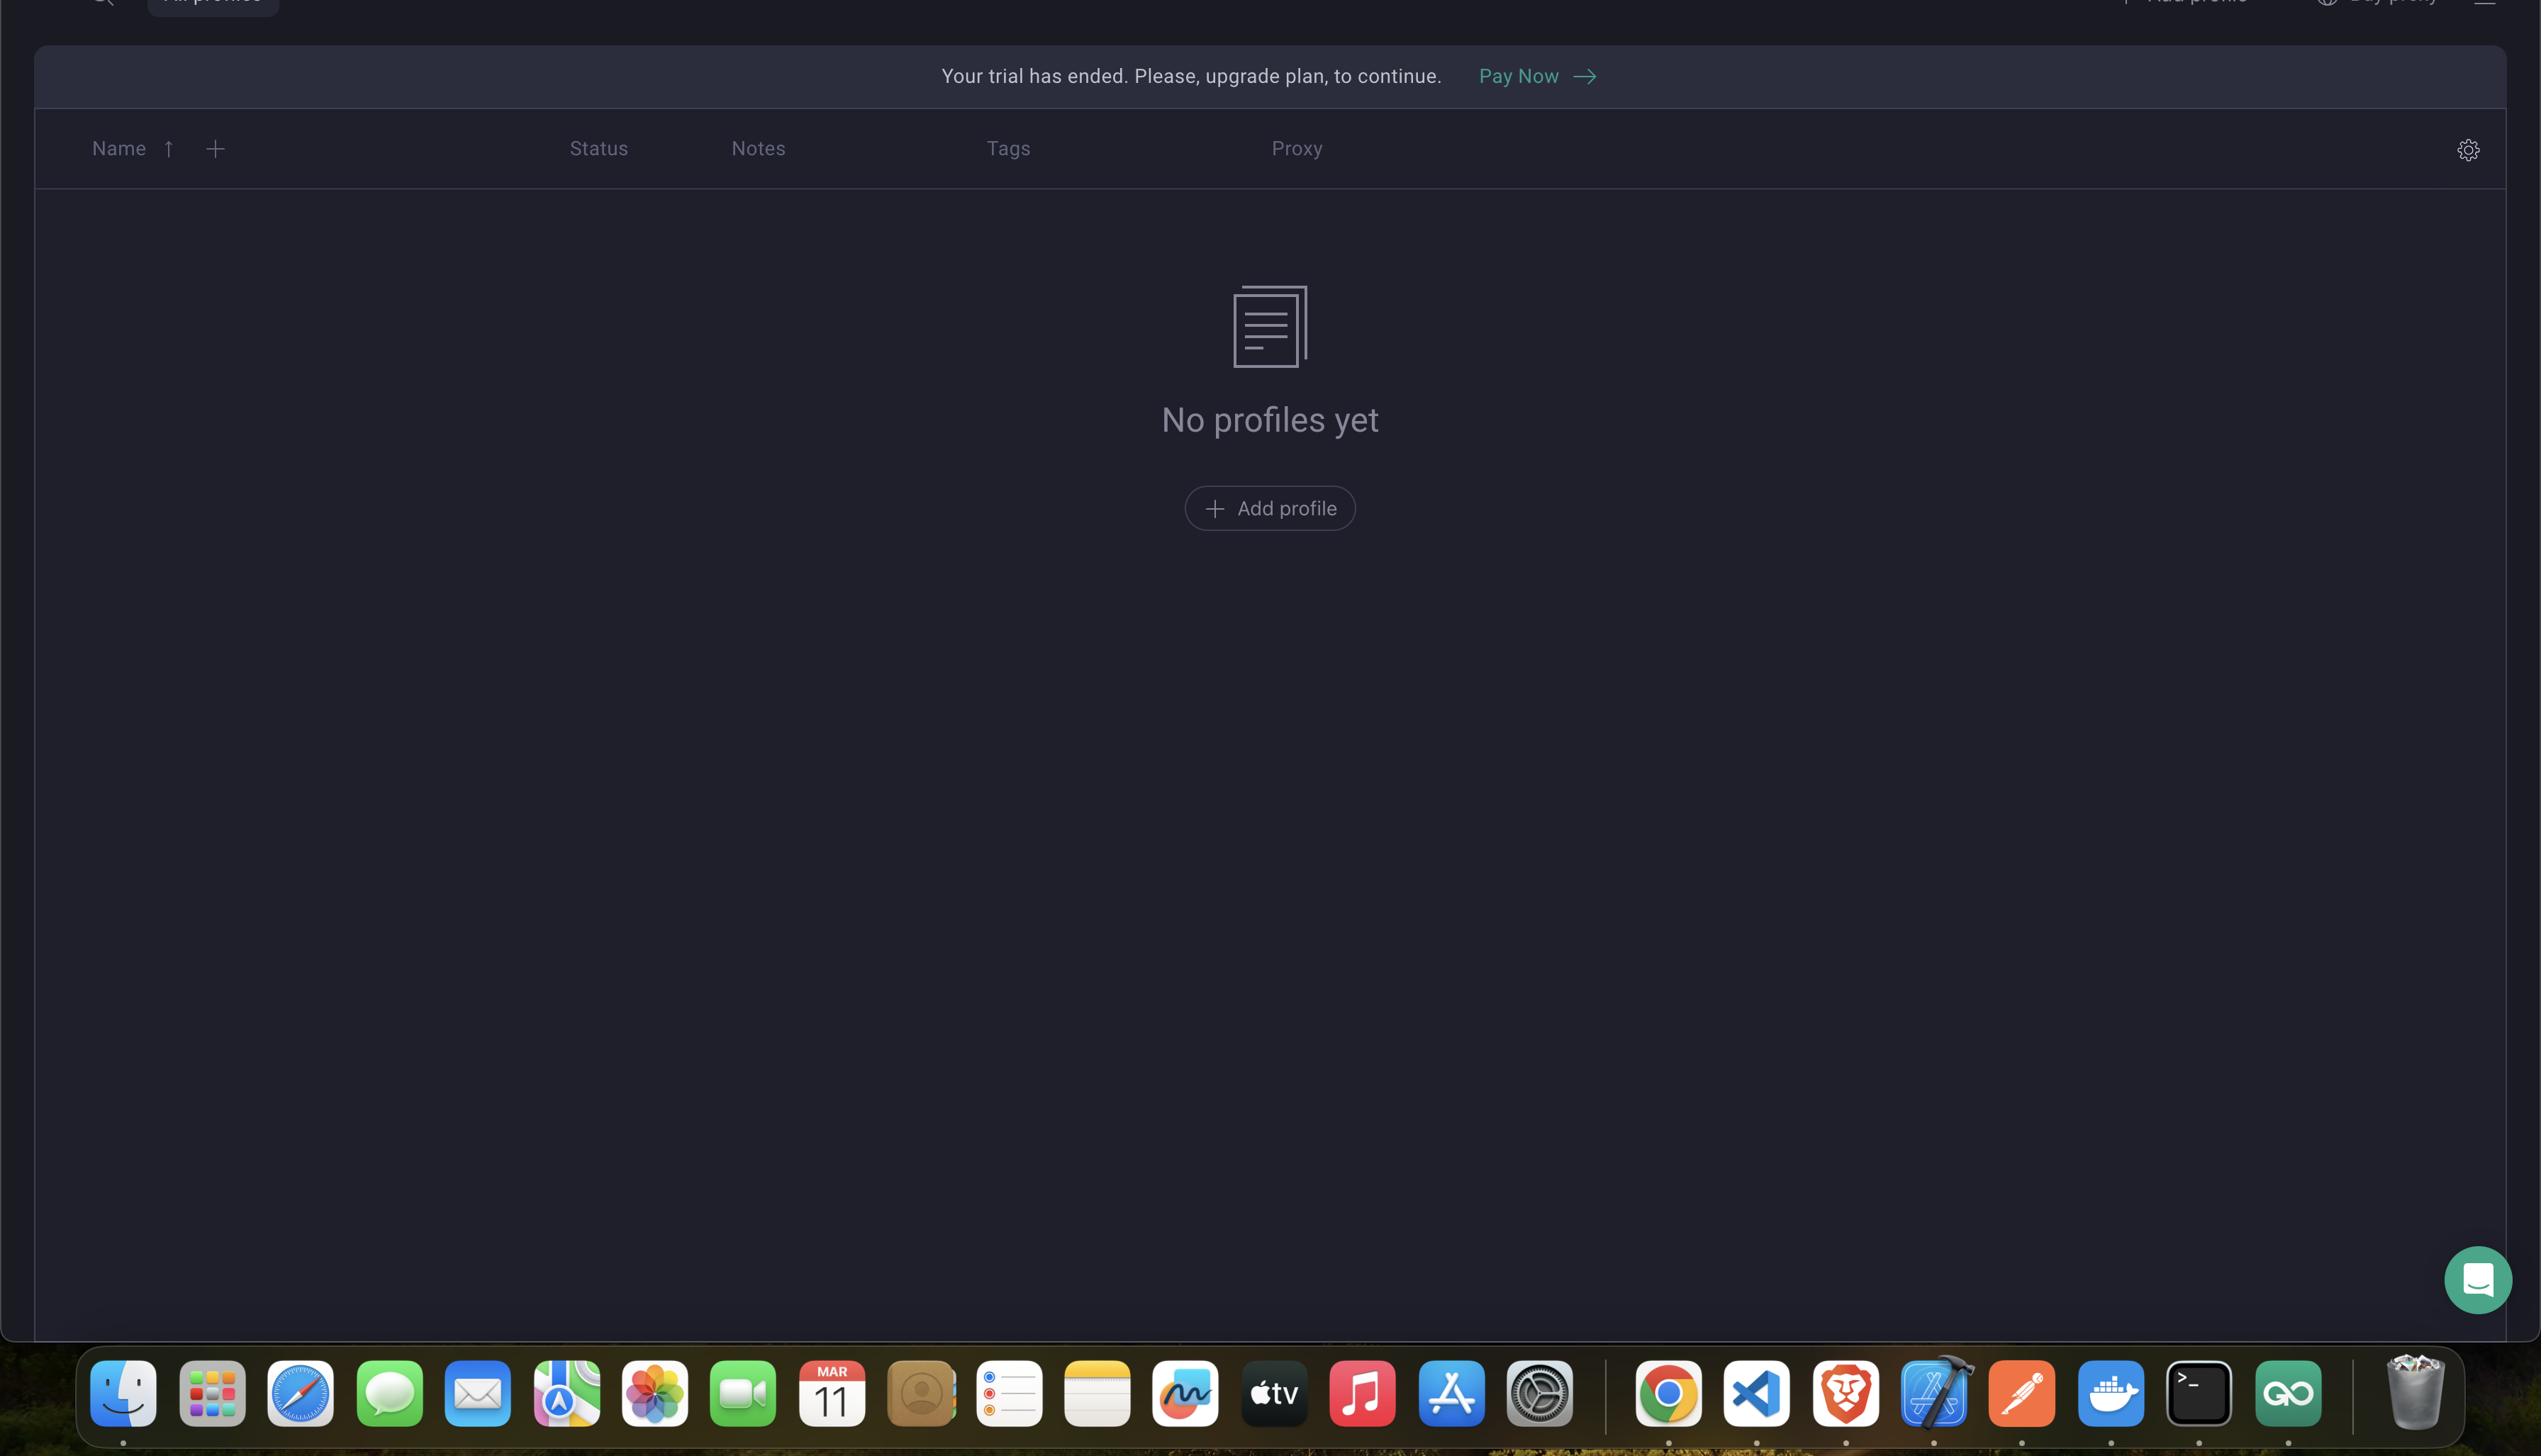 Your trial has ended. Please, upgrade plan, to continue. Pay Now
Name Status Notes Tags Proxy
No profiles yet
Add profile
MAR
11
tv
>_
GO